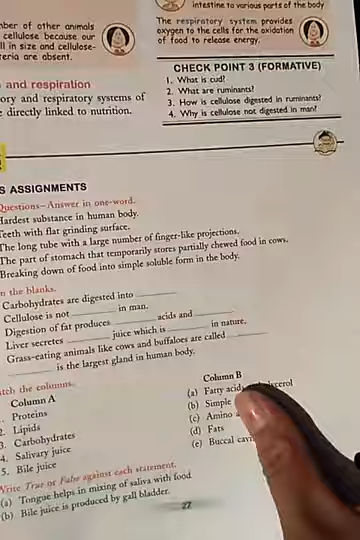 intestine to various parts of the body
The respiratory system provides
oxygen to the cells for the oxidation
of food to release energy.
of other animals
cellulose because our
in size and cellulose-
are absent.
and respiration
and respiratory systems of
directly linked to nutrition.
CHECK POINT 3 (FORMATIVE)
1. What is cud?
2. What are ruminants?
3. How is cellulose digested in ruminants?
4. Why is cellulose not digested in man?
ASSIGNMENTS
Questions–Answer in one-word.
Hardest substance in human body.
Teeth with flat grinding surface.
The long tube with a large number of finger-like projections.
The part of stomach that temporarily stores partially chewed food in cows.
Breaking down of food into simple soluble form in the body.
the blanks.
Carbohydrates are digested into ________
Cellulose is not ________ in man.
Digestion of fat produces ________ acids and ________
Liver secretes ________ juice which is ________ in nature.
Grass-eating animals like cows and buffaloes are called ________
________ is the largest gland in human body.
the columns.
Column A
Column B
Proteins
(a) Fatty
2. Lipids
(b) Simple
3. Carbohydrates
(c) Amino
4. Salivary juice
(d) Fats
5. Bile juice
(e) Buccal
Write True or False against each statement.
(a) Tongue helps in mixing of saliva with food
(b) Bile juice is produced by gall bladder.
27